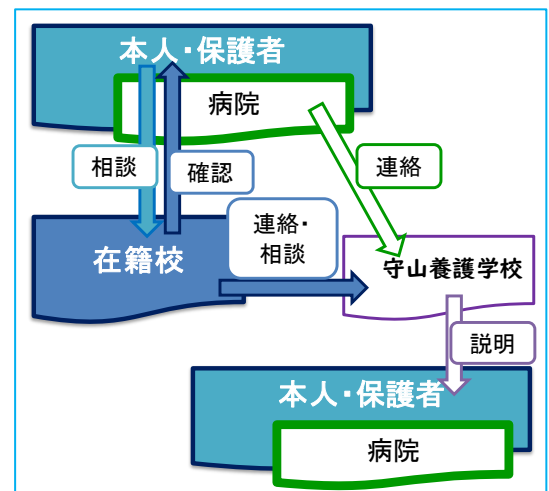 本人・保護者
病院
相談
確認
連絡
在籍校
連絡・
相談
守山養護学校
説明
本人・保護者
病院